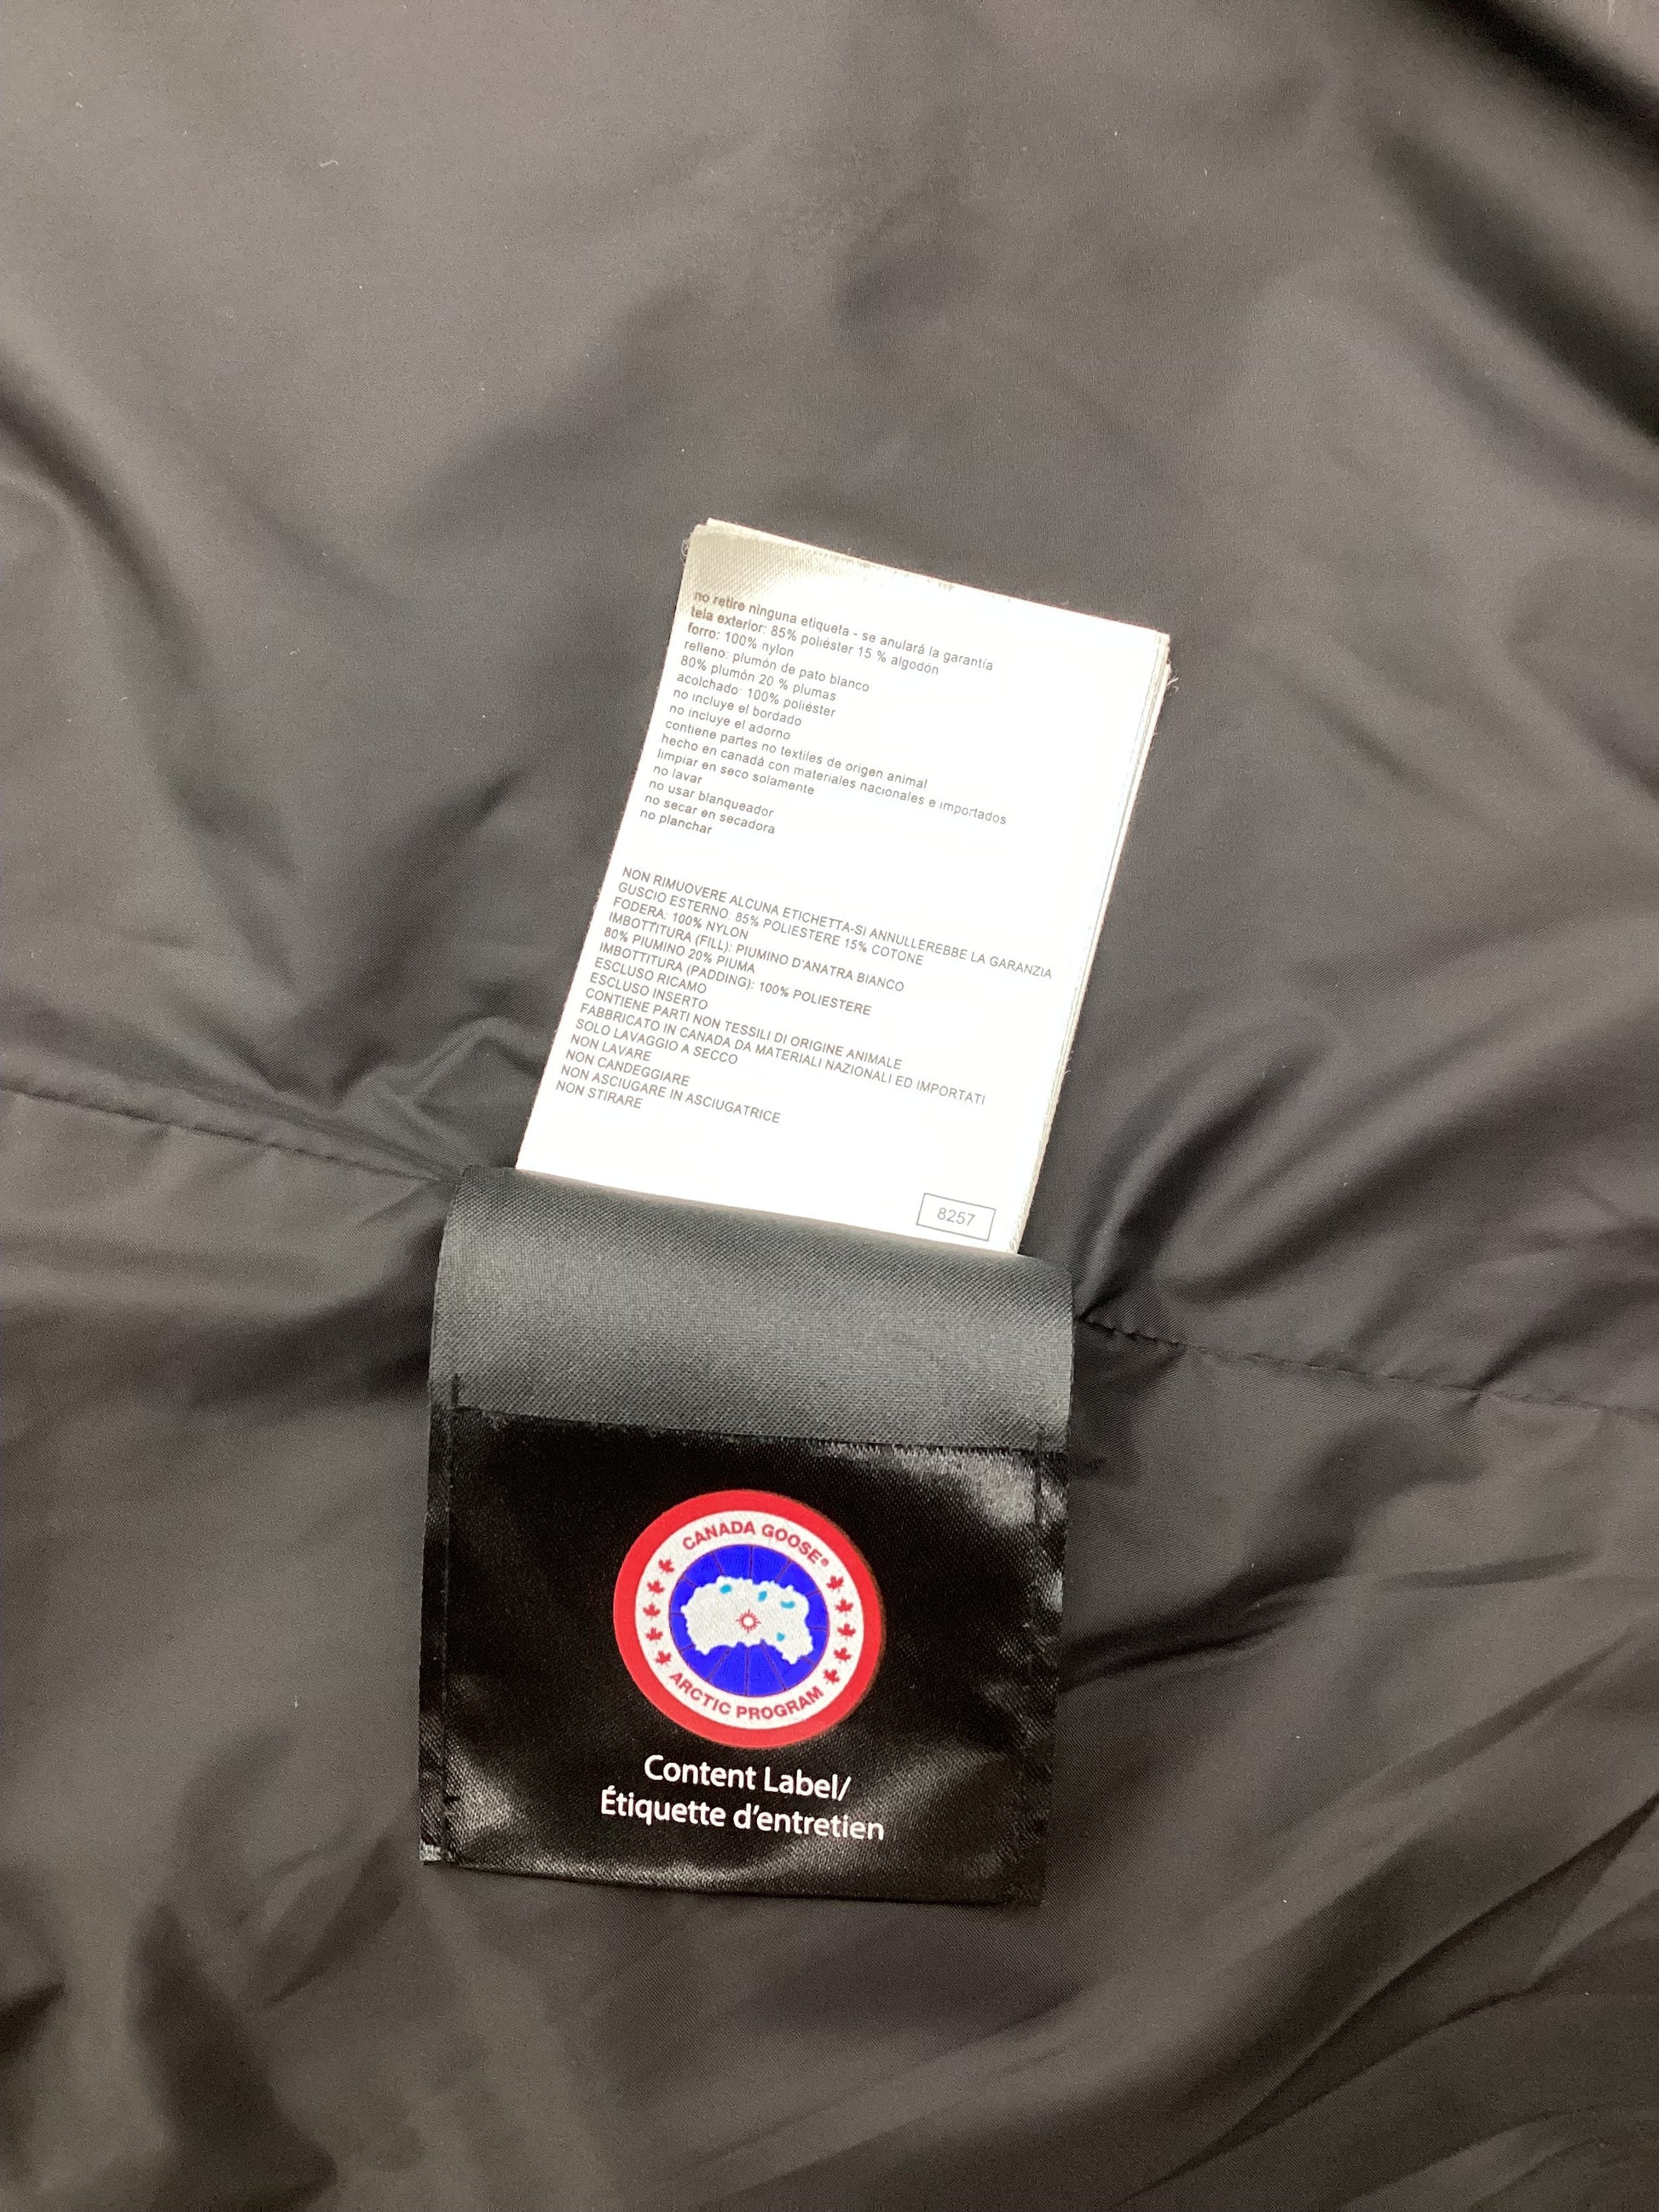 no retire ninguna etiqueta - se anulará la garantía
tela exterior: 85% poliéster 15 % algodón
forro: 100% nylon
relleno: plumón de pato blanco
80% plumón 20 % plumas
acolchado: 100% poliéster
no incluye el bordado
no incluye el adorno
contiene partes no textiles de origen animal
hecho en canadá con materiales nacionales e importados
limpiar en seco solamente
no lavar
no usar blanqueador
no secar en secadora
no planchar
NON RIMUOVERE ALCUNA ETICHETTA-SI ANNULLEREBBE LA GARANZIA
GUSCIO ESTERNO: 85% POLIESTERE 15% COTONE
FODERA: 100% NYLON
IMBOTTITURA (FILL): PIUMINO D'ANATRA BIANCO
80% PIUMINO 20% PIUMA
IMBOTTITURA (PADDING): 100% POLIESTERE
ESCLUSO RICAMO
ESCLUSO INSERTO
CONTIENE PARTI NON TESSILI DI ORIGINE ANIMALE
FABBRICATO IN CANADA DA MATERIALI NAZIONALI ED IMPORTATI
SOLO LAVAGGIO A SECCO
NON LAVARE
NON CANDEGGIARE
NON ASCIUGARE IN ASCIUGATRICE
NON STIRARE
8257
CANADA GOOSE®
ARCTIC PROGRAM
Content Label/
Étiquette d'entretien